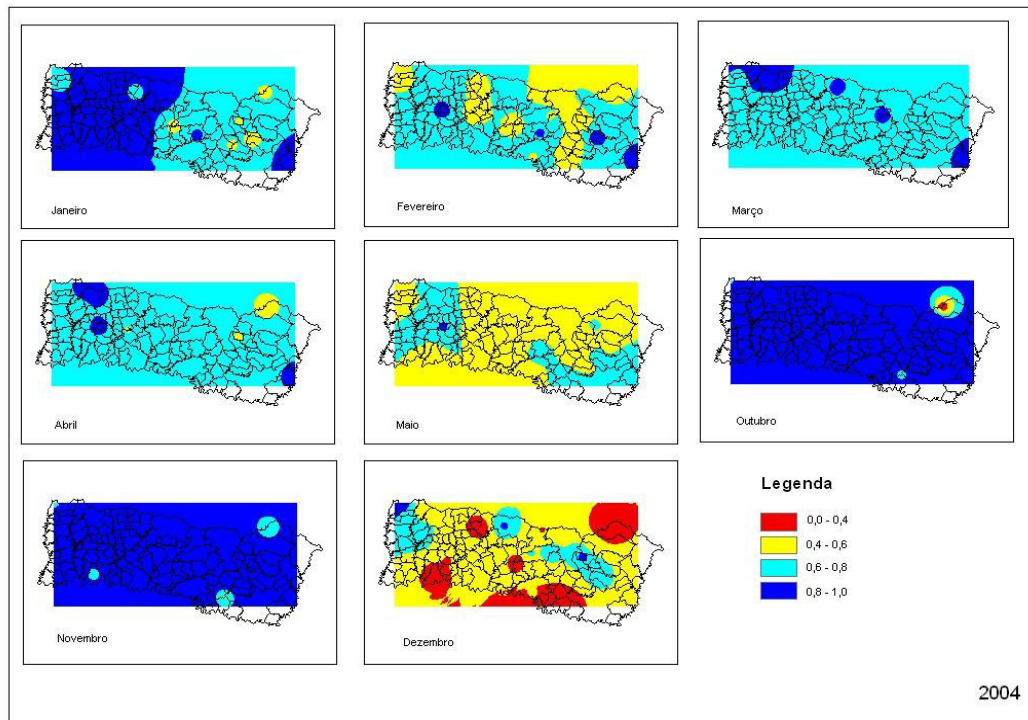 Janeiro
Fevereiro
Março
Abril
Maio
Outubro
Novembro
Dezembro
Legenda
0,0 - 0,4
0,4 - 0,6
0,6 - 0,8
0,8 - 1,0
2004